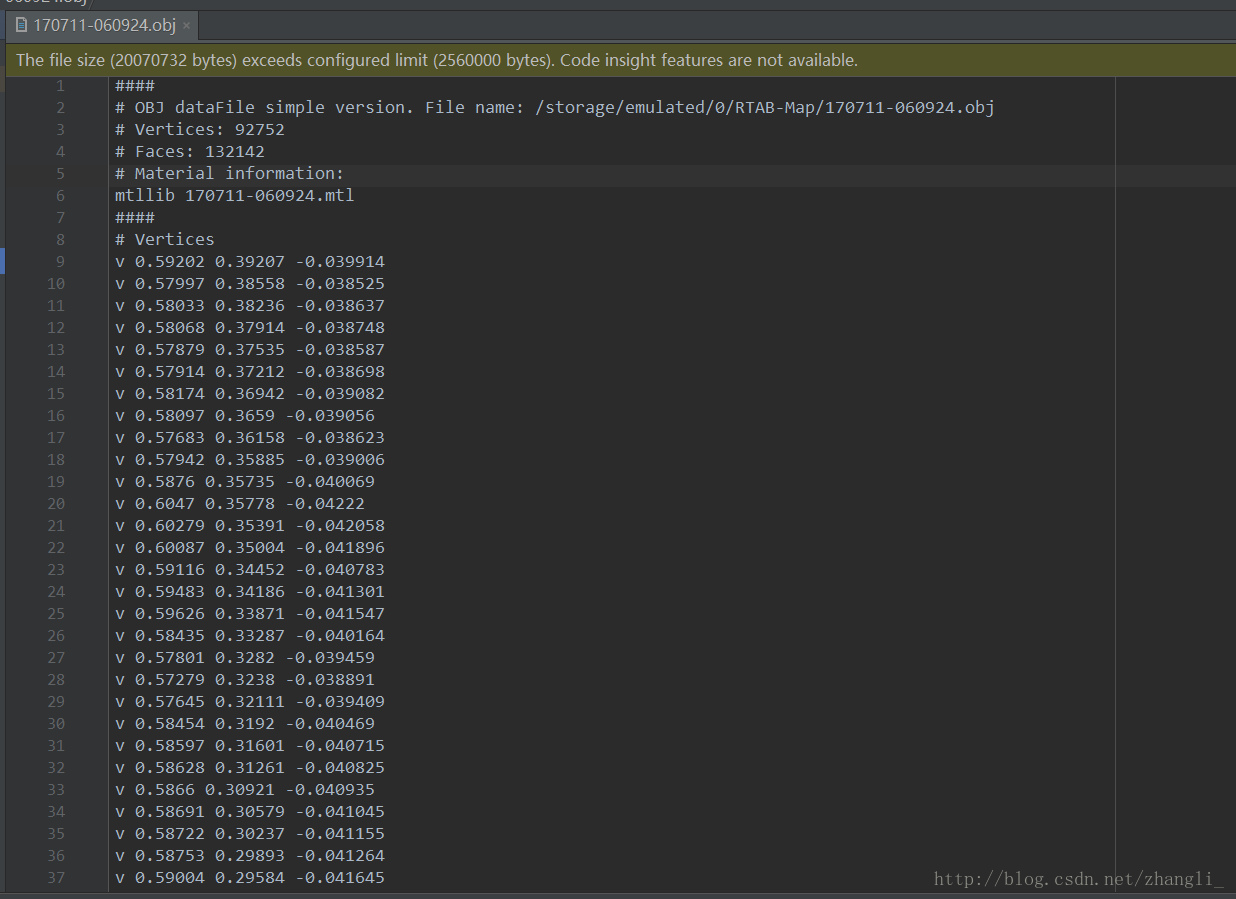 170711-060924.obj ×
The file size (20070732 bytes) exceeds configured limit (2560000 bytes). Code insight features are not available.
1 ####
2 # OBJ dataFile simple version. File name: /storage/emulated/0/RTAB-Map/170711-060924.obj
3 # Vertices: 92752
4 # Faces: 132142
5 # Material information:
6 mtllib 170711-060924.mtl
7 ####
8 # Vertices
9 v 0.59202 0.39207 -0.039914
10 v 0.57997 0.38558 -0.038525
11 v 0.58033 0.38236 -0.038637
12 v 0.58068 0.37914 -0.038748
13 v 0.57879 0.37535 -0.038587
14 v 0.57914 0.37212 -0.038698
15 v 0.58174 0.36942 -0.039082
16 v 0.58097 0.3659 -0.039056
17 v 0.57683 0.36158 -0.038623
18 v 0.57942 0.35885 -0.039006
19 v 0.5876 0.35735 -0.040069
20 v 0.6047 0.35778 -0.04222
21 v 0.60279 0.35391 -0.042058
22 v 0.60087 0.35004 -0.041896
23 v 0.59116 0.34452 -0.040783
24 v 0.59483 0.34186 -0.041301
25 v 0.59626 0.33871 -0.041547
26 v 0.58435 0.33287 -0.040164
27 v 0.57801 0.3282 -0.039459
28 v 0.57279 0.3238 -0.038891
29 v 0.57645 0.32111 -0.039409
30 v 0.58454 0.3192 -0.040469
31 v 0.58597 0.31601 -0.040715
32 v 0.58628 0.31261 -0.040825
33 v 0.5866 0.30921 -0.040935
34 v 0.58691 0.30579 -0.041045
35 v 0.58722 0.30237 -0.041155
36 v 0.58753 0.29893 -0.041264
37 v 0.59004 0.29584 -0.041645
http://blog.csdn.net/zhangli_